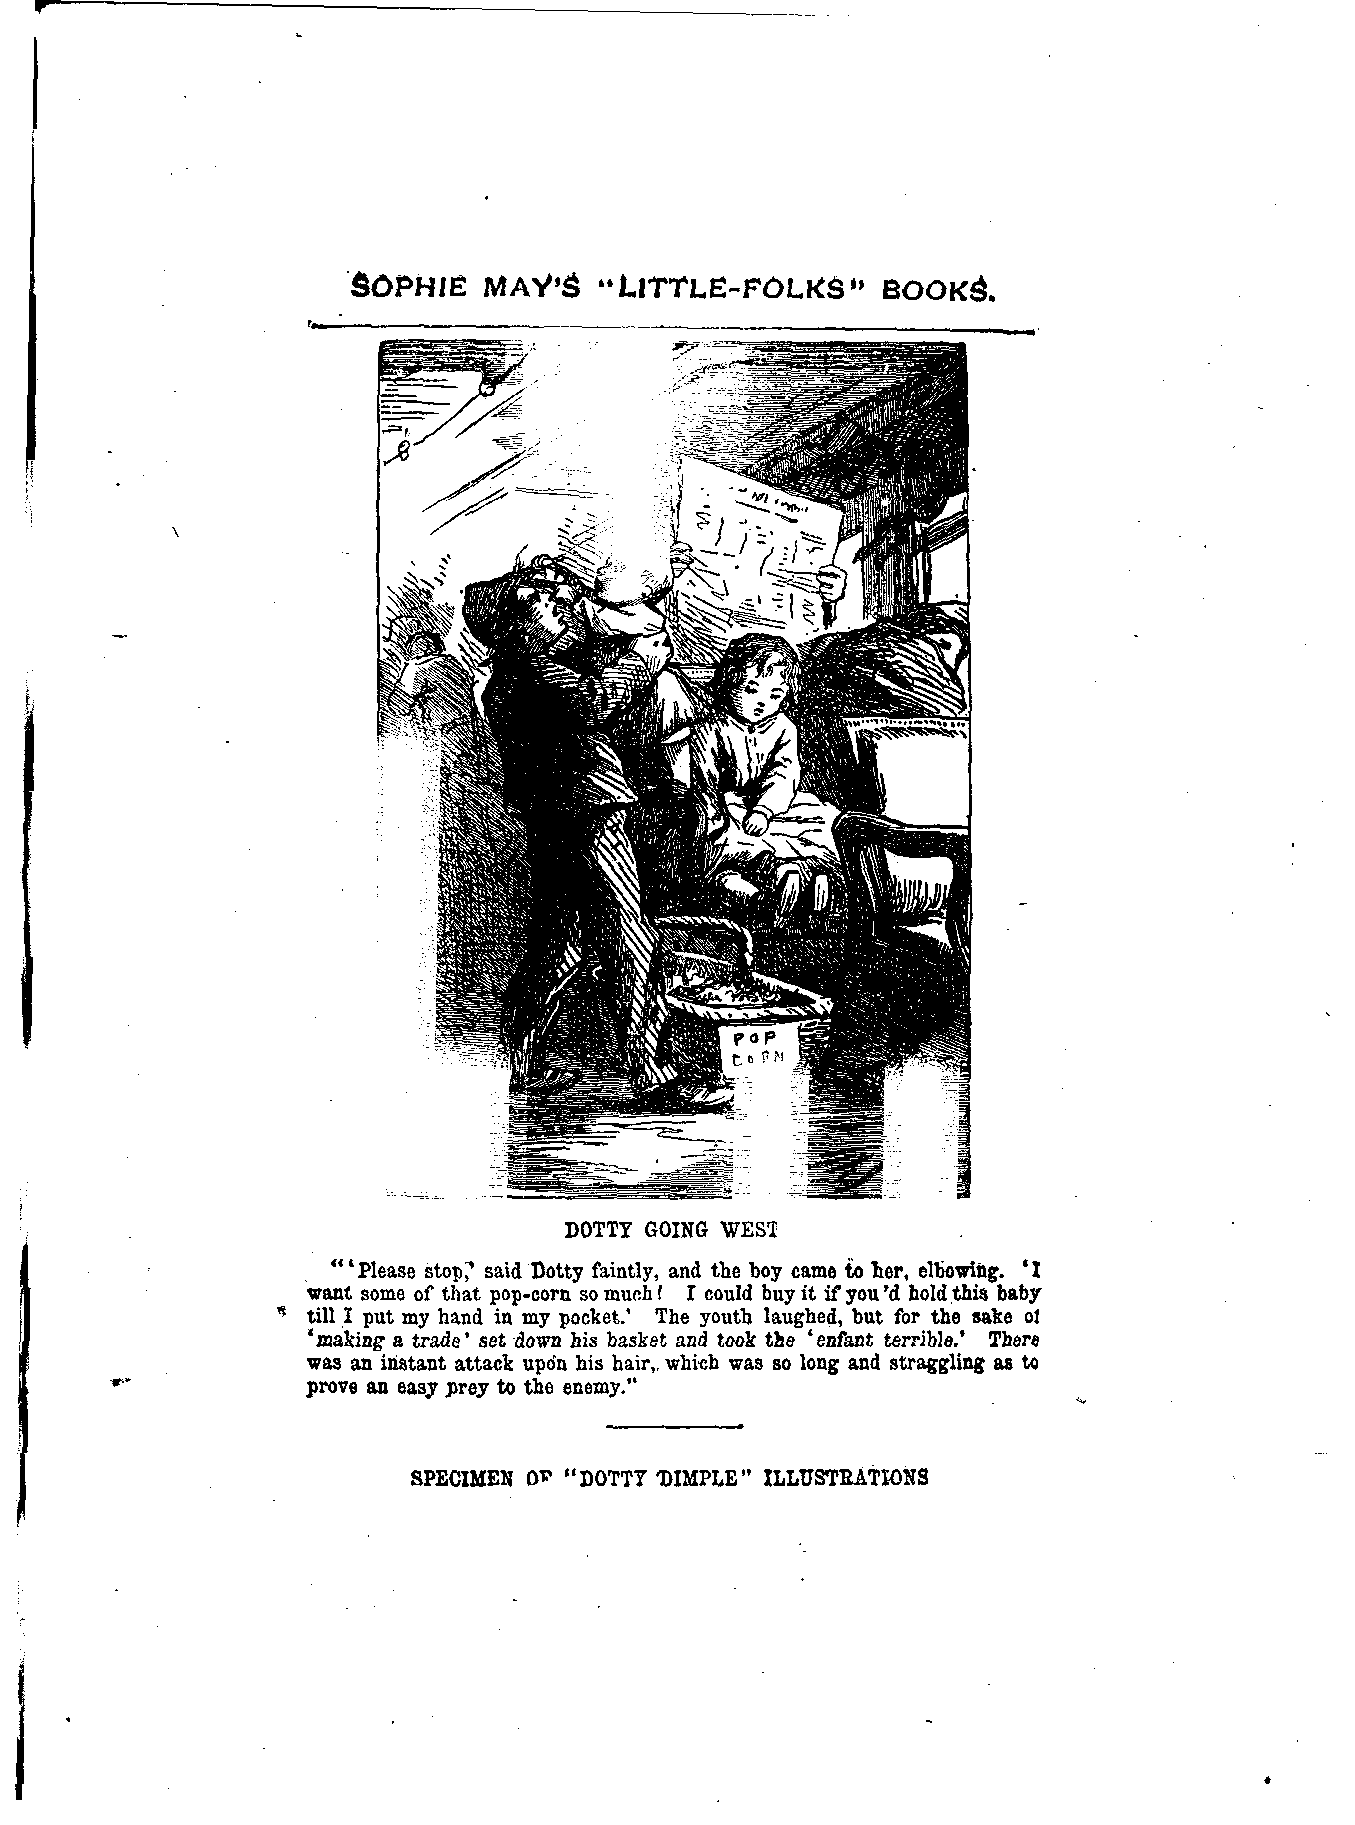 SOPHIE MAY'S "LITTLE-FOLKS" BOOKS.
POP
CORN
DOTTY GOING WEST
"'Please stop,' said Dotty faintly, and the boy came to her, elbowing. 'I
want some of that pop-corn so much! I could buy it if you'd hold this baby
till I put my hand in my pocket.' The youth laughed, but for the sake of
'making a trade' set down his basket and took the 'enfant terrible.' There
was an instant attack upon his hair, which was so long and straggling as to
prove an easy prey to the enemy."
SPECIMEN OF "DOTTY DIMPLE" ILLUSTRATIONS